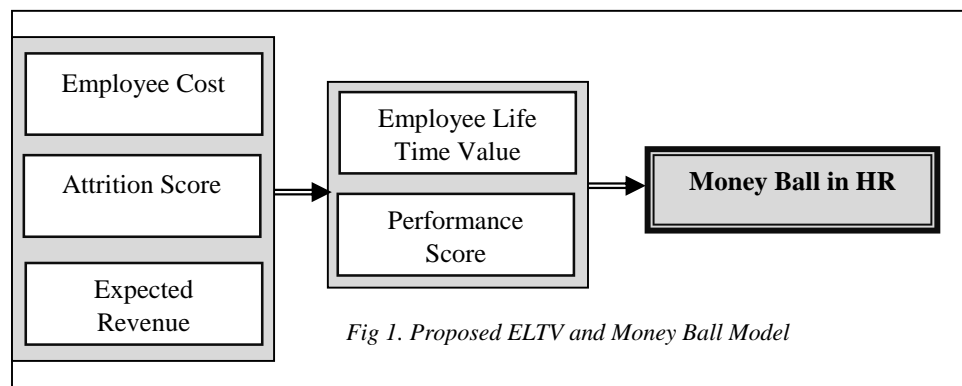 Employee Cost
Attrition Score
Expected
Revenue
Employee Life
Time Value
Performance
Score
Money Ball in HR
Fig 1. Proposed ELTV and Money Ball Model